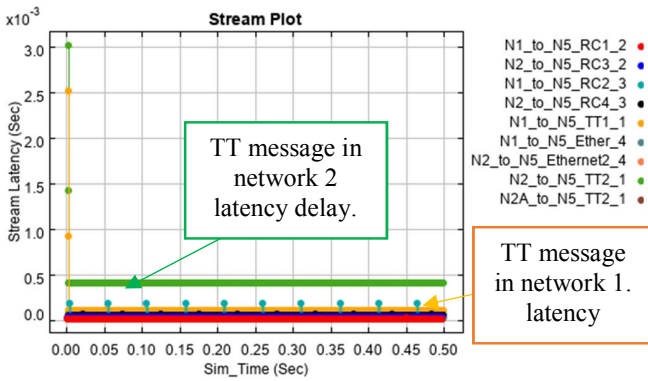 x10^-3
Stream Plot
3.0
2.5
2.0
1.5
1.0
0.5
0.0
Stream Latency (Sec)
0.00 0.05 0.10 0.15 0.20 0.25 0.30 0.35 0.40 0.45 0.50
Sim_Time (Sec)
TT message in
network 2
latency delay.
N1_to_N5_RC1_2
N2_to_N5_RC3_2
N1_to_N5_RC2_3
N2_to_N5_RC4_3
N1_to_N5_TT1_1
N1_to_N5_Ether_4
N2_to_N5_Ethernet2_4
N2_to_N5_TT2_1
N2A_to_N5_TT2_1
TT message
in network 1.
latency